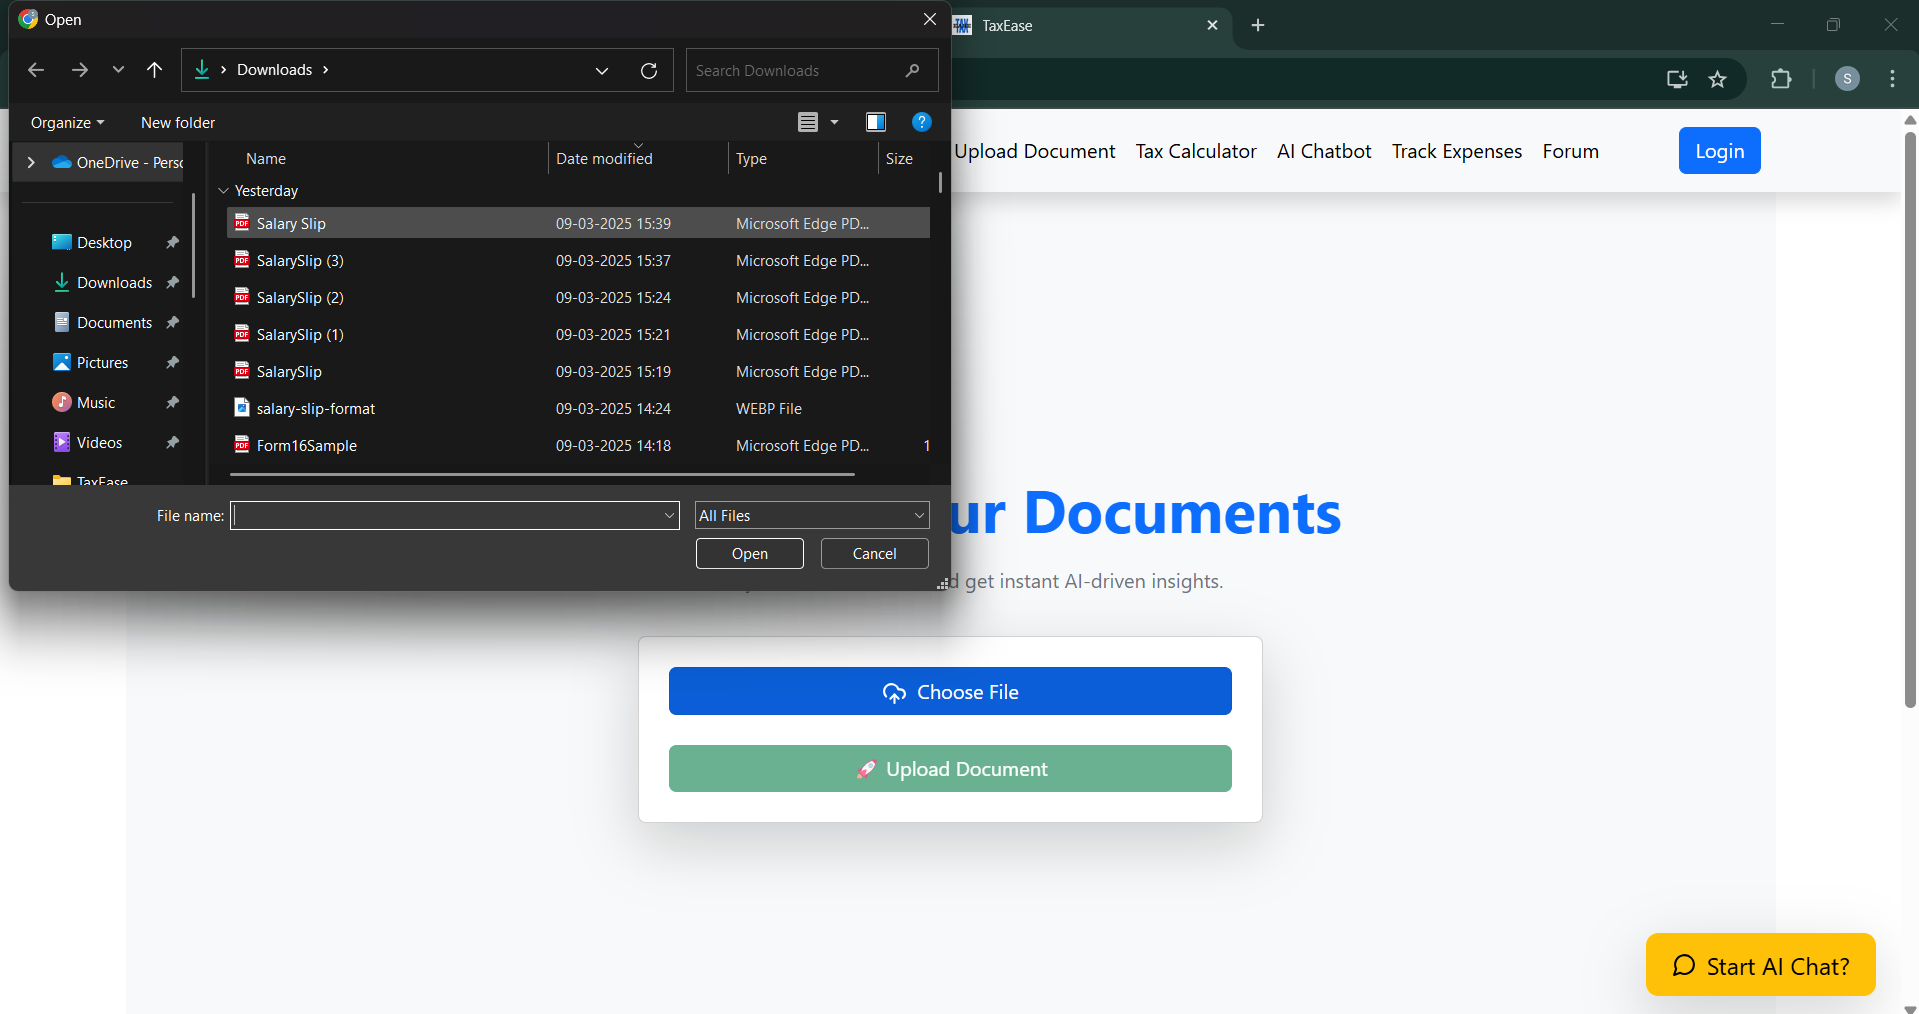 Open
TaxEase
Downloads
Search Downloads
S
Organize
New folder
?
Upload Document Tax Calculator AI Chatbot Track Expenses Forum Login
OneDrive - Perso
Name Date modified Type Size
Yesterday
Salary Slip 09-03-2025 15:39 Microsoft Edge PD...
SalarySlip (3) 09-03-2025 15:37 Microsoft Edge PD...
SalarySlip (2) 09-03-2025 15:24 Microsoft Edge PD...
SalarySlip (1) 09-03-2025 15:21 Microsoft Edge PD...
SalarySlip 09-03-2025 15:19 Microsoft Edge PD...
salary-slip-format 09-03-2025 14:24 WEBP File
Form16Sample 09-03-2025 14:18 Microsoft Edge PD... 1
Desktop
Downloads
Documents
Pictures
Music
Videos
TaxEase
File name:
All Files
Open Cancel
ur Documents
d get instant AI-driven insights.
Choose File
Upload Document
Start AI Chat?